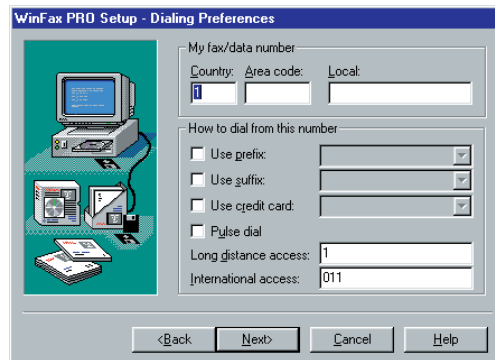 WinFax PRO Setup - Dialing Preferences
My fax/data number
Country: Area code: Local:
1
How to dial from this number
Use prefix:
Use suffix:
Use credit card:
Pulse dial
Long distance access: 1
International access: 011
<Back Next> Cancel Help